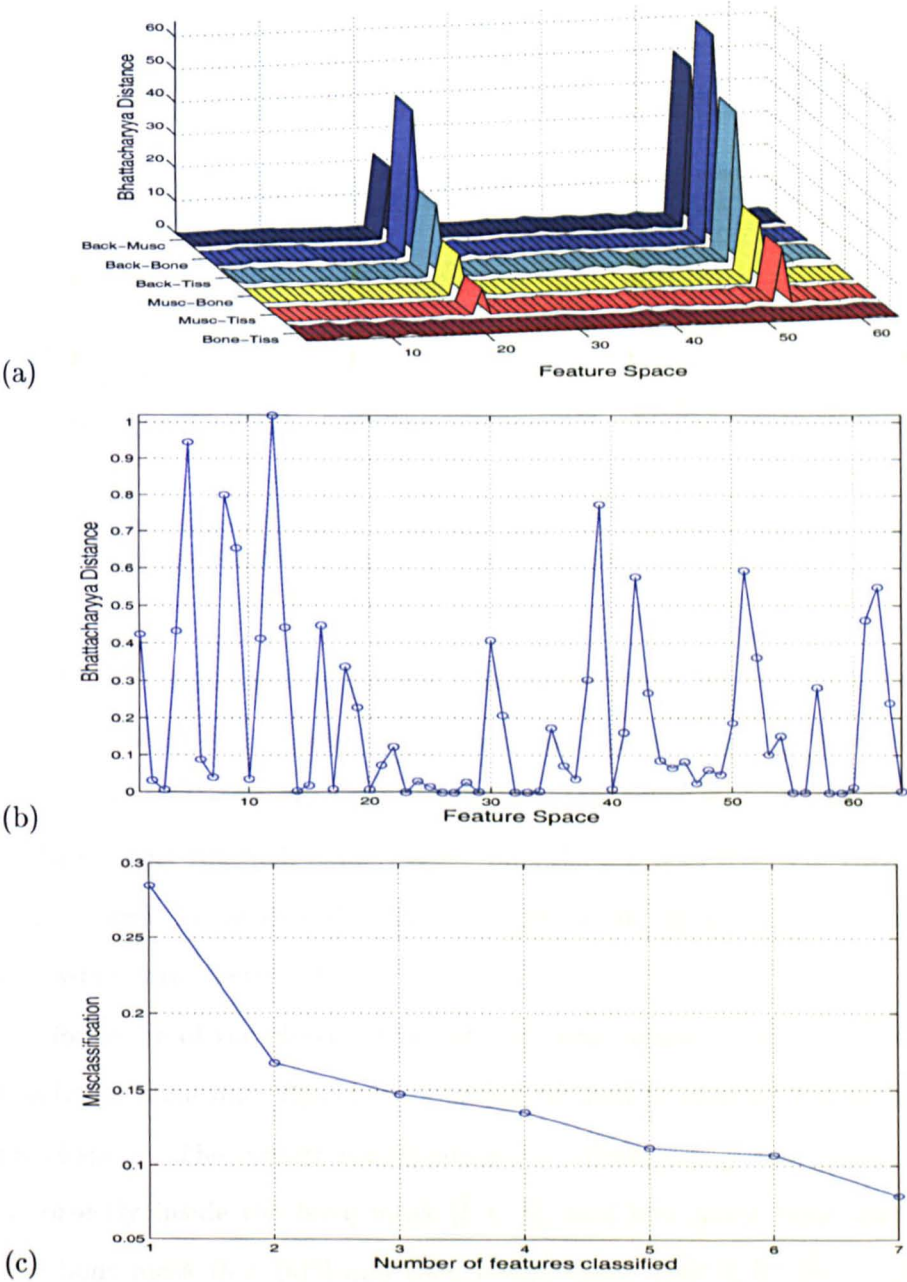 60
50
40
30
20
10
0
Bhattacharyya Distance
Back-Musc
Back-Bone
Back-Tiss
Musc-Bone
Musc-Tiss
Bone-Tiss
10 20 30 40 50 60
Feature Space
(a)
1
0.9
0.8
0.7
0.6
0.5
0.4
0.3
0.2
0.1
0
Bhattacharyya Distance
10 20 30 40 50 60
Feature Space
(b)
0.3
0.25
0.2
0.15
0.1
0.05
Misclassification
1 2 3 4 5 6 7
Number of features classified
(c)